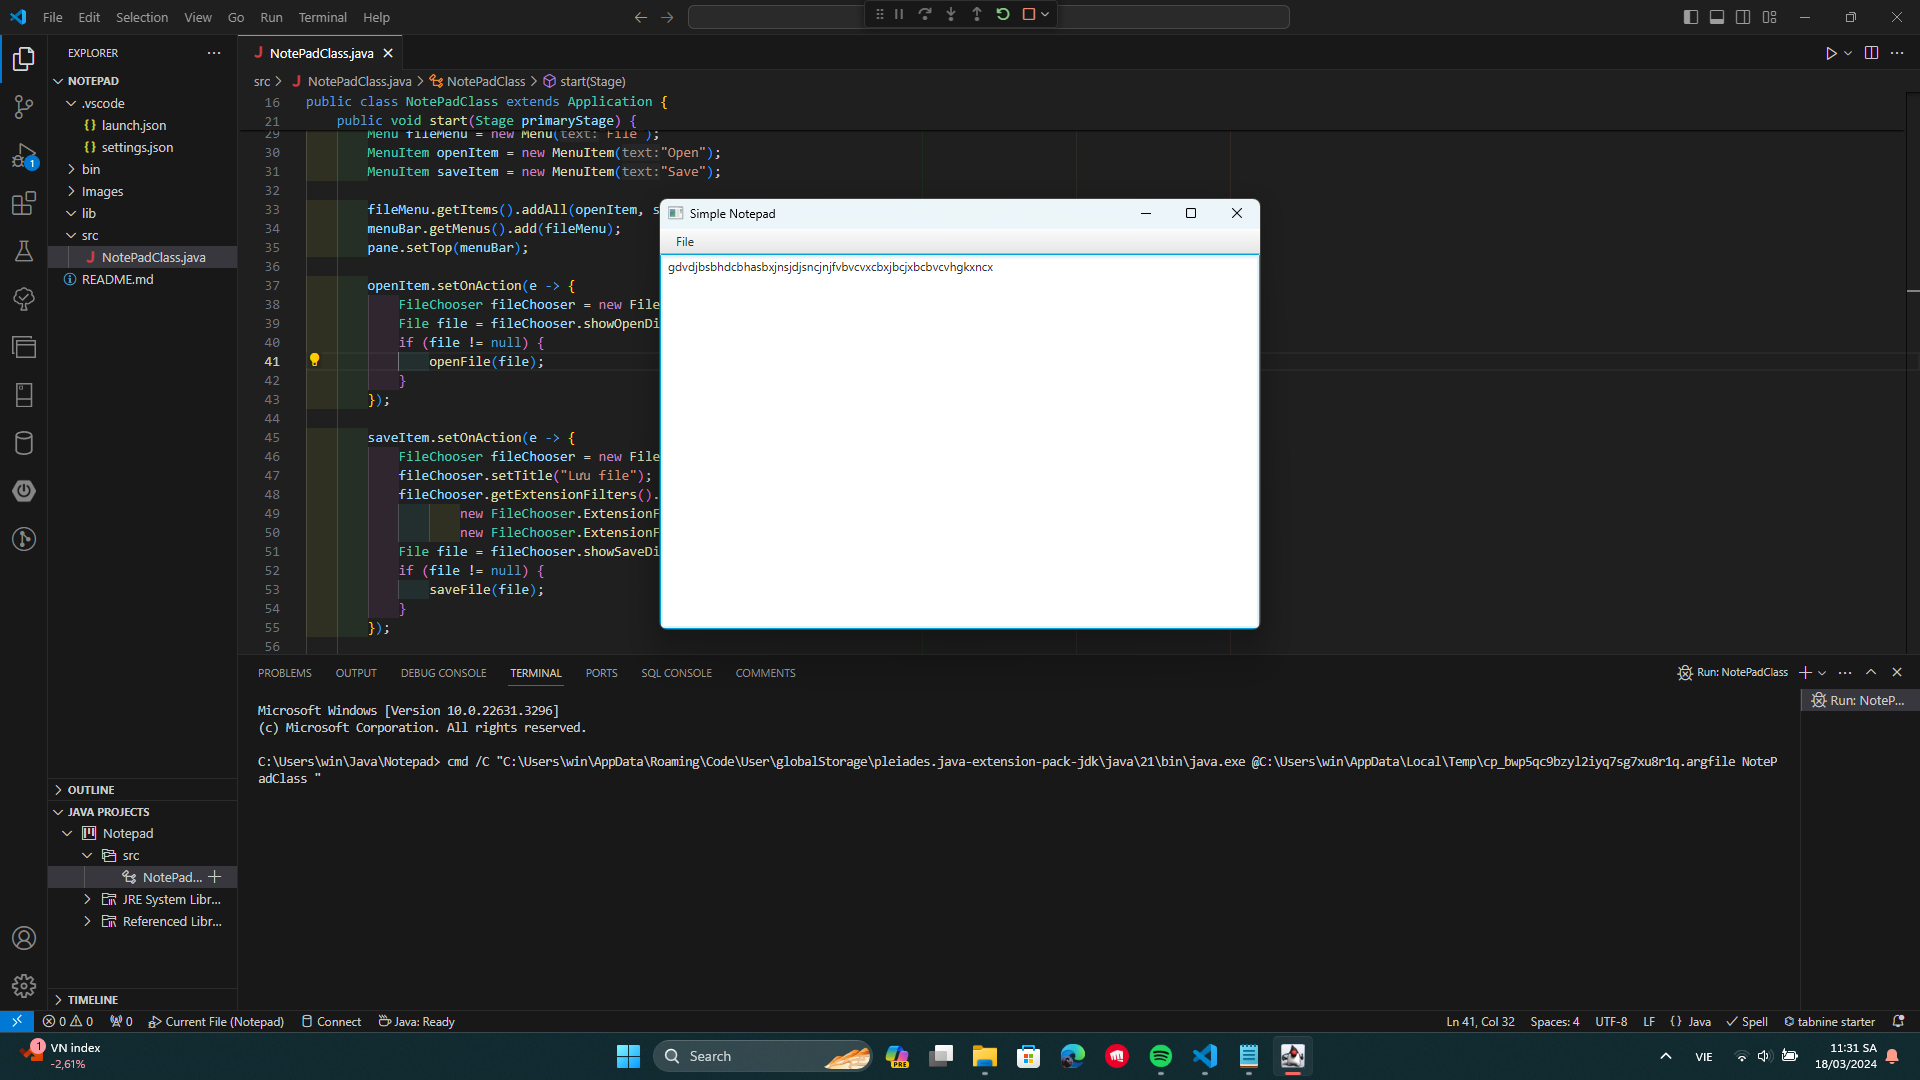 File Edit Selection View Go Run Terminal Help
EXPLORER
NOTEPAD
.vscode
launch.json
settings.json
bin
Images
lib
src
NotePadClass.java
README.md
OUTLINE
JAVA PROJECTS
Notepad
src
NotePad...
JRE System Libr...
Referenced Libr...
TIMELINE
NotePadClass.java
src > NotePadClass.java > NotePadClass > start(Stage)
16 public class NotePadClass extends Application {
21 public void start(Stage primaryStage) {
29 Menu fileMenu = new Menu(text: "File");
30 MenuItem openItem = new MenuItem(text:"Open");
31 MenuItem saveItem = new MenuItem(text:"Save");
32
33 fileMenu.getItems().addAll(openItem, s
34 menuBar.getMenus().add(fileMenu);
35 pane.setTop(menuBar);
36
37 openItem.setOnAction(e -> {
38 FileChooser fileChooser = new File
39 File file = fileChooser.showOpenDi
40 if (file != null) {
41 openFile(file);
42 }
43 });
44
45 saveItem.setOnAction(e -> {
46 FileChooser fileChooser = new File
47 fileChooser.setTitle("Lưu file");
48 fileChooser.getExtensionFilters().
49 new FileChooser.ExtensionF
50 new FileChooser.ExtensionF
51 File file = fileChooser.showSaveDi
52 if (file != null) {
53 saveFile(file);
54 }
55 });
56
Simple Notepad
File
gdvdjbsbhdcbhasbxjnsjdjsncjnjfvbvcvxcbxjbcjxbcbvcvhgkxncx
PROBLEMS OUTPUT DEBUG CONSOLE TERMINAL PORTS SQL CONSOLE COMMENTS
Run: NotePadClass
Run: NoteP...
Microsoft Windows [Version 10.0.22631.3296]
(c) Microsoft Corporation. All rights reserved.
C:\Users\win\Java\Notepad> cmd /C "C:\Users\win\AppData\Roaming\Code\User\globalStorage\pleiades.java-extension-pack-jdk\java\21\bin\java.exe @C:\Users\win\AppData\Local\Temp\cp_bwp5qc9bzyl2iyq7sg7xu8r1q.argfile NoteP
adClass "
1
0 0 0 Current File (Notepad) Connect Java: Ready
Ln 41, Col 32 Spaces: 4 UTF-8 LF {} Java Spell tabnine starter
1
VN index
-2,61%
Search
PRE
VIE
11:31 SA
18/03/2024